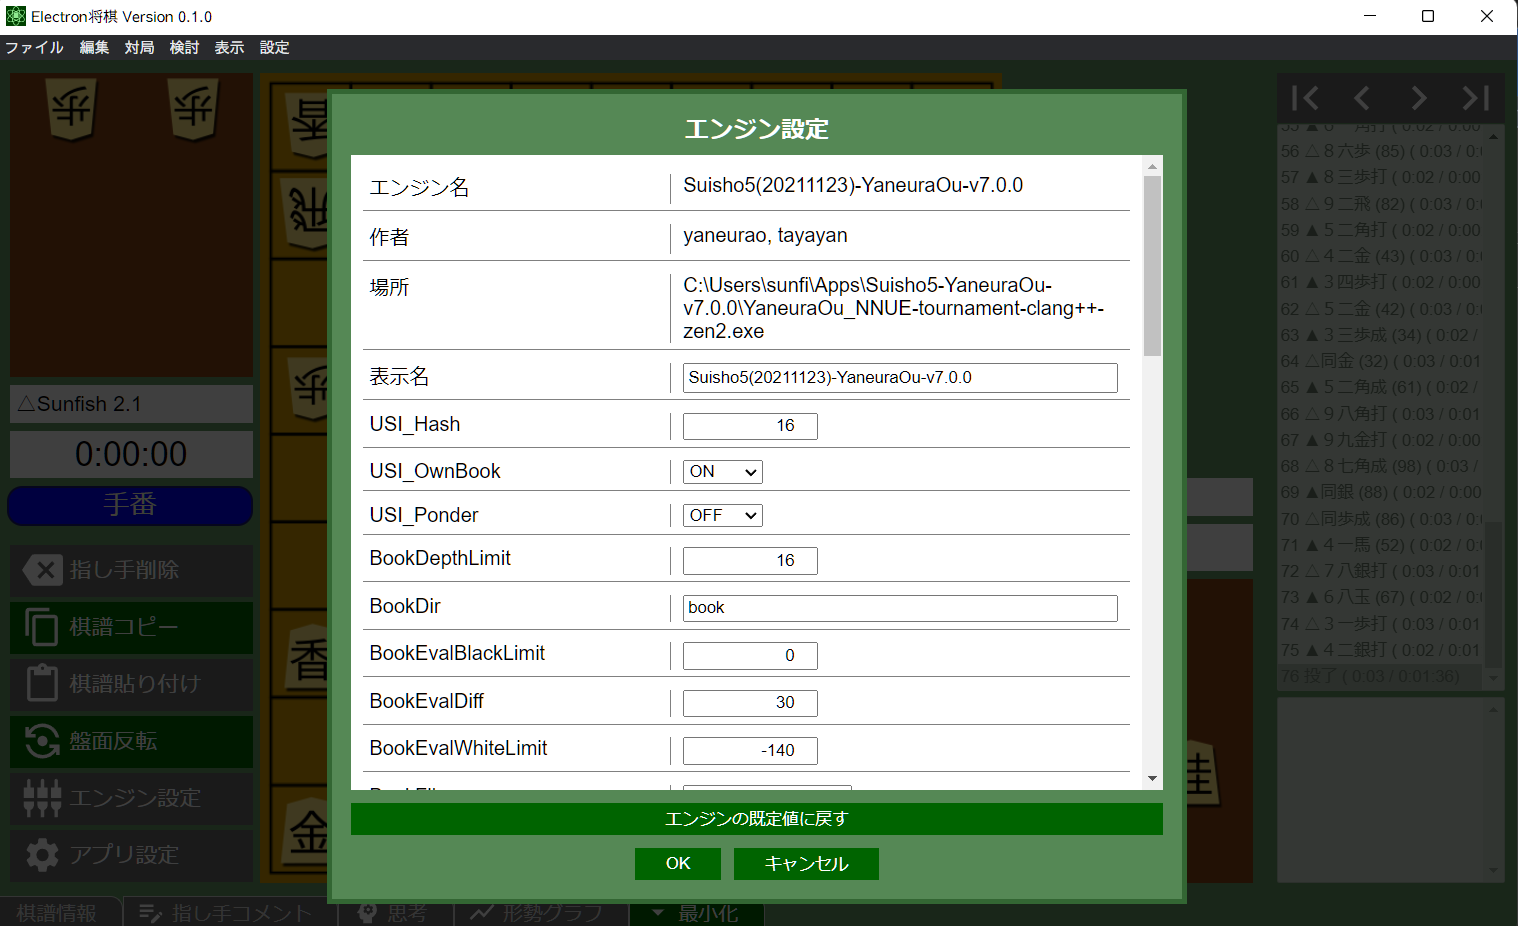 Electron将棋 Version 0.1.0
ファイル 編集 対局 検討 表示 設定
歩 歩
△Sunfish 2.1
0:00:00
手番
指し手削除
棋譜コピー
棋譜貼り付け
盤面反転
エンジン設定
アプリ設定
香
飛
歩
香
金
エンジン設定
エンジン名 Suisho5(20211123)-YaneuraOu-v7.0.0
作者 yaneurao, tayayan
場所 C:\Users\sunfi\Apps\Suisho5-YaneuraOu-
v7.0.0\YaneuraOu_NNUE-tournament-clang++-
zen2.exe
表示名 Suisho5(20211123)-YaneuraOu-v7.0.0
USI_Hash 16
USI_OwnBook ON
USI_Ponder OFF
BookDepthLimit 16
BookDir book
BookEvalBlackLimit 0
BookEvalDiff 30
BookEvalWhiteLimit -140
エンジンの既定値に戻す
OK キャンセル
桂
56 △８六歩 (85) ( 0:03 / 0:
57 ▲８三歩打 ( 0:02 / 0:00
58 △９二飛 (82) ( 0:03 / 0:
59 ▲５二角打 ( 0:02 / 0:00
60 △４二金 (43) ( 0:03 / 0:
61 ▲３四歩打 ( 0:02 / 0:00
62 △５二金 (42) ( 0:03 / 0:
63 ▲３三歩成 (34) ( 0:02 /
64 △同金 (32) ( 0:03 / 0:01
65 ▲５二角成 (61) ( 0:02 /
66 △９八角打 ( 0:03 / 0:01
67 ▲９九金打 ( 0:02 / 0:00
68 △８七角成 (98) ( 0:03 /
69 ▲同銀 (88) ( 0:02 / 0:00
70 △同歩成 (86) ( 0:03 / 0:
71 ▲４一馬 (52) ( 0:02 / 0:
72 △７八銀打 ( 0:03 / 0:01
73 ▲６八玉 (67) ( 0:02 / 0:
74 △３一歩打 ( 0:03 / 0:01
75 ▲４二銀打 ( 0:02 / 0:01
76 投了 ( 0:03 / 0:01:36)
棋譜情報 指し手コメント 思考 形勢グラフ 最小化